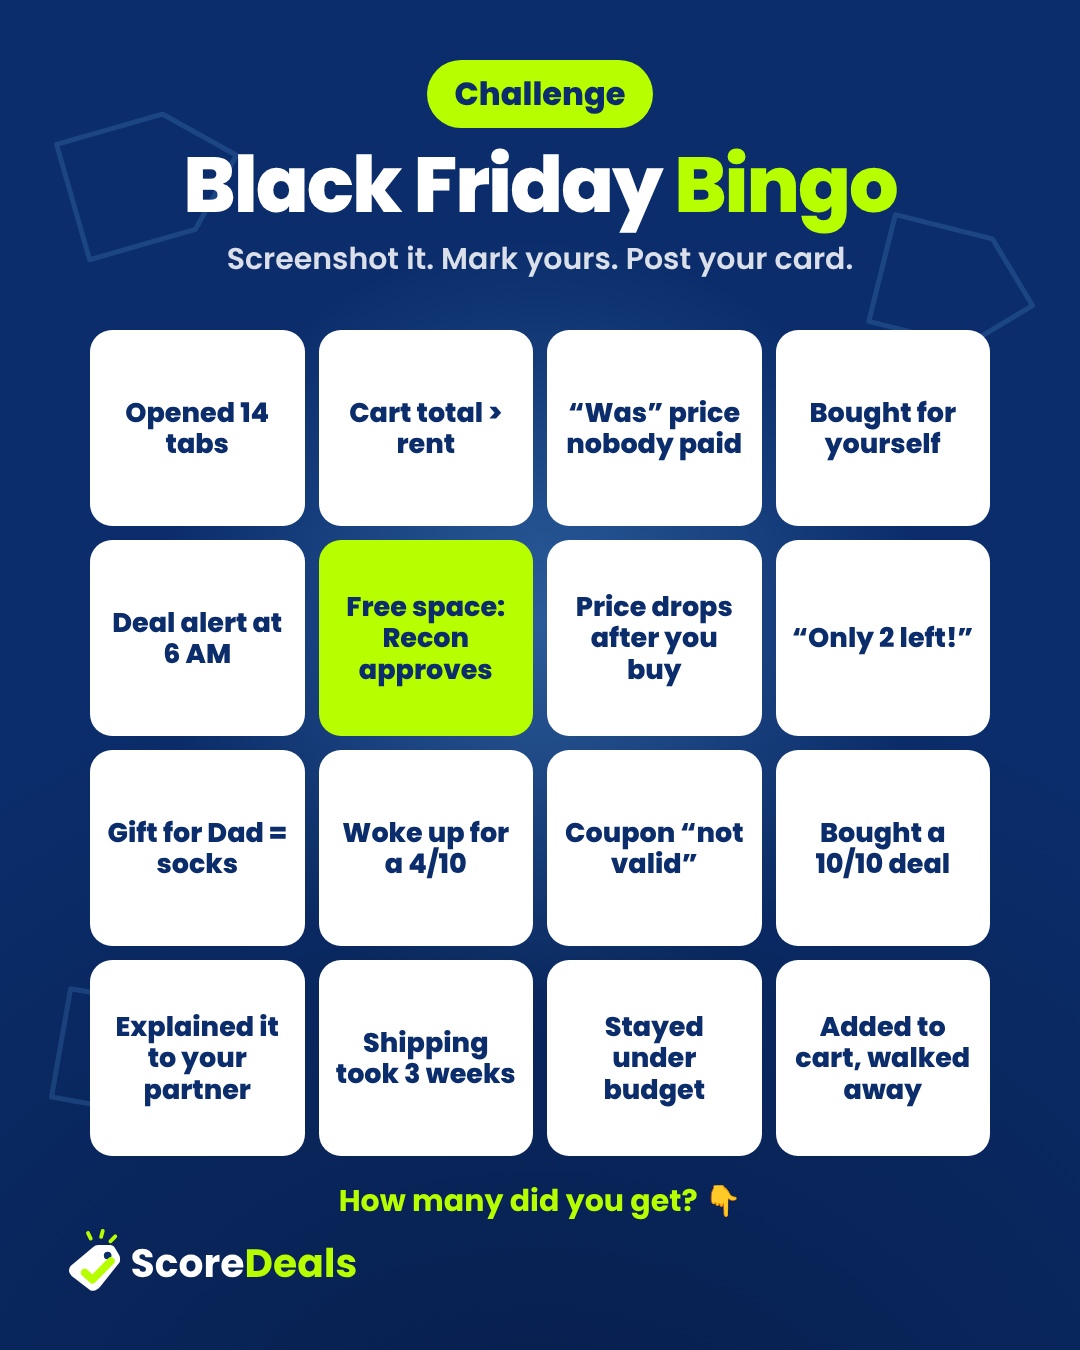 Challenge
Black Friday Bingo
Screenshot it. Mark yours. Post your card.
Opened 14
tabs
Cart total >
rent
“Was” price
nobody paid
Bought for
yourself
Deal alert at
6 AM
Free space:
Recon
approves
Price drops
after you
buy
“Only 2 left!”
Gift for Dad =
socks
Woke up for
a 4/10
Coupon “not
valid”
Bought a
10/10 deal
Explained it
to your
partner
Shipping
took 3 weeks
Stayed
under
budget
Added to
cart, walked
away
How many did you get? 👇
ScoreDeals